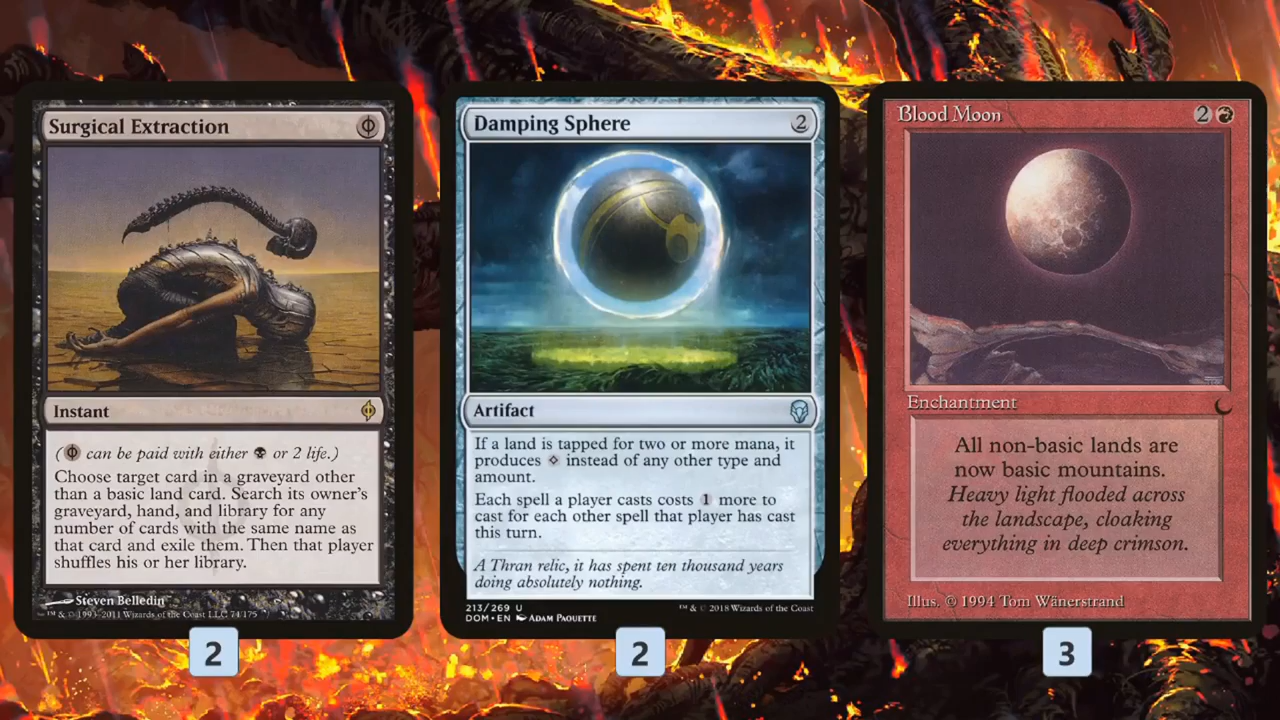 Surgical Extraction
Instant
( can be paid with either or 2 life.)
Choose target card in a graveyard other
than a basic land card. Search its owner's
graveyard, hand, and library for any
number of cards with the same name as
that card and exile them. Then that player
shuffles his or her library.
Steven Belledin
™ & © 1993-2011 Wizards of the Coast LLC 74/175
2
Damping Sphere
2
Artifact
If a land is tapped for two or more mana, it
produces instead of any other type and
amount.
Each spell a player casts costs 1 more to
cast for each other spell that player has cast
this turn.
A Thran relic, it has spent ten thousand years
doing absolutely nothing.
213/269 U
DOM • EN Adam Paquette
™ & © 2018 Wizards of the Coast
2
Blood Moon
2
Enchantment
All non-basic lands are
now basic mountains.
Heavy light flooded across
the landscape, cloaking
everything in deep crimson.
Illus. © 1994 Tom Wänerstrand
3